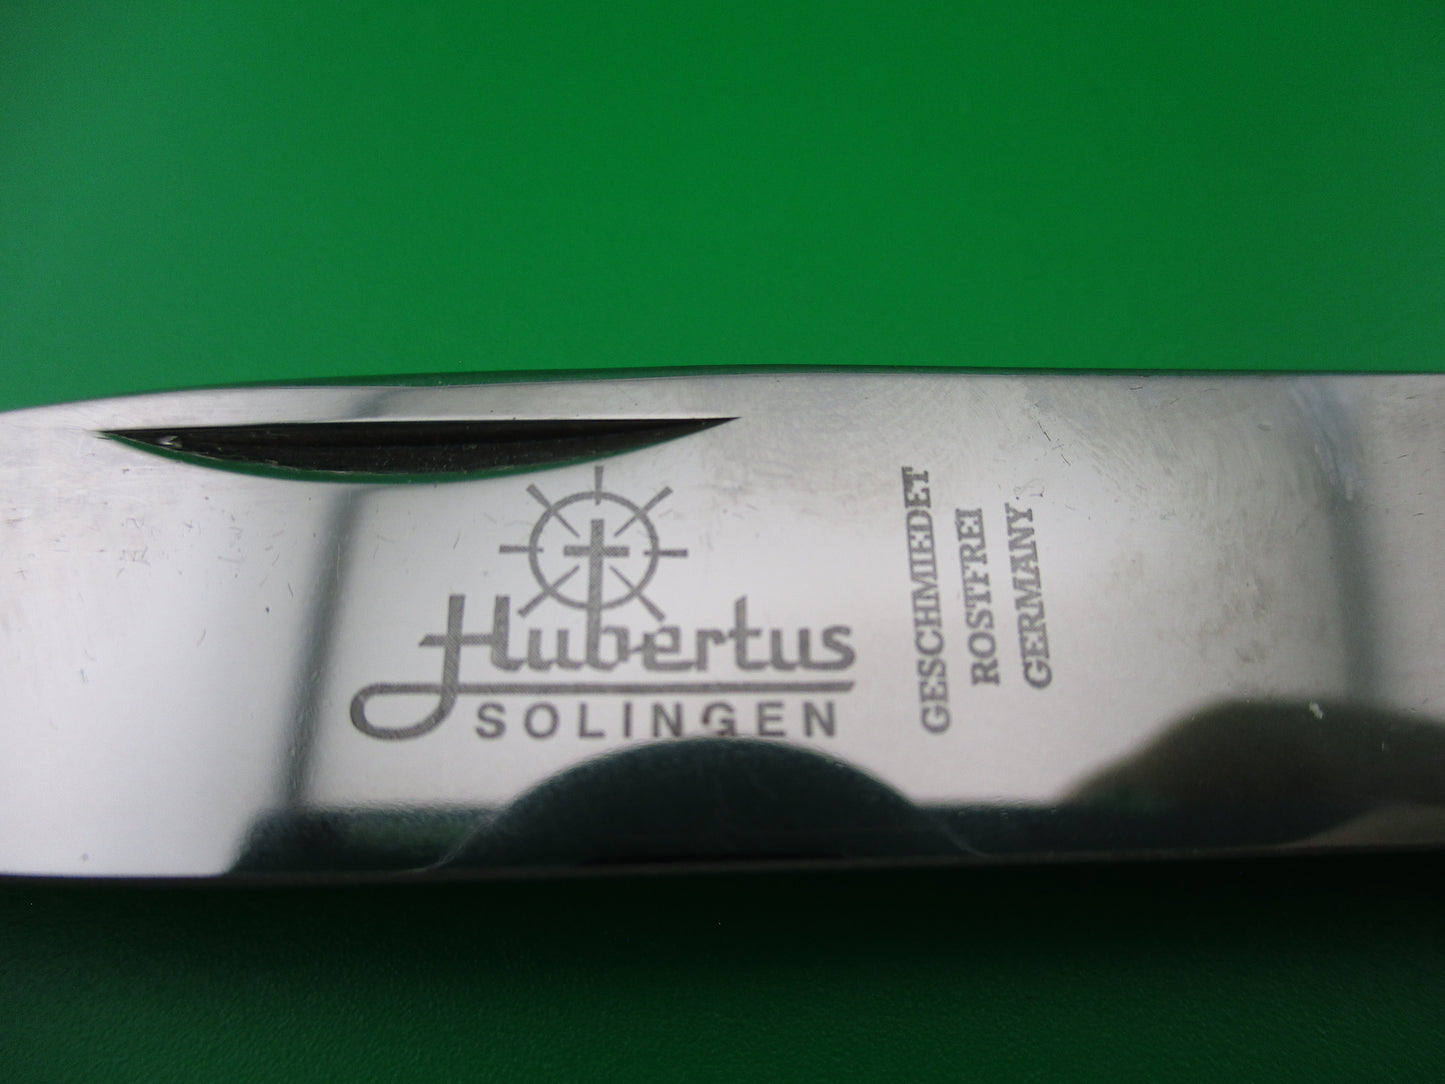 Hubertus
SOLINGEN
GESCHMIEDET
ROSTFREI
GERMANY